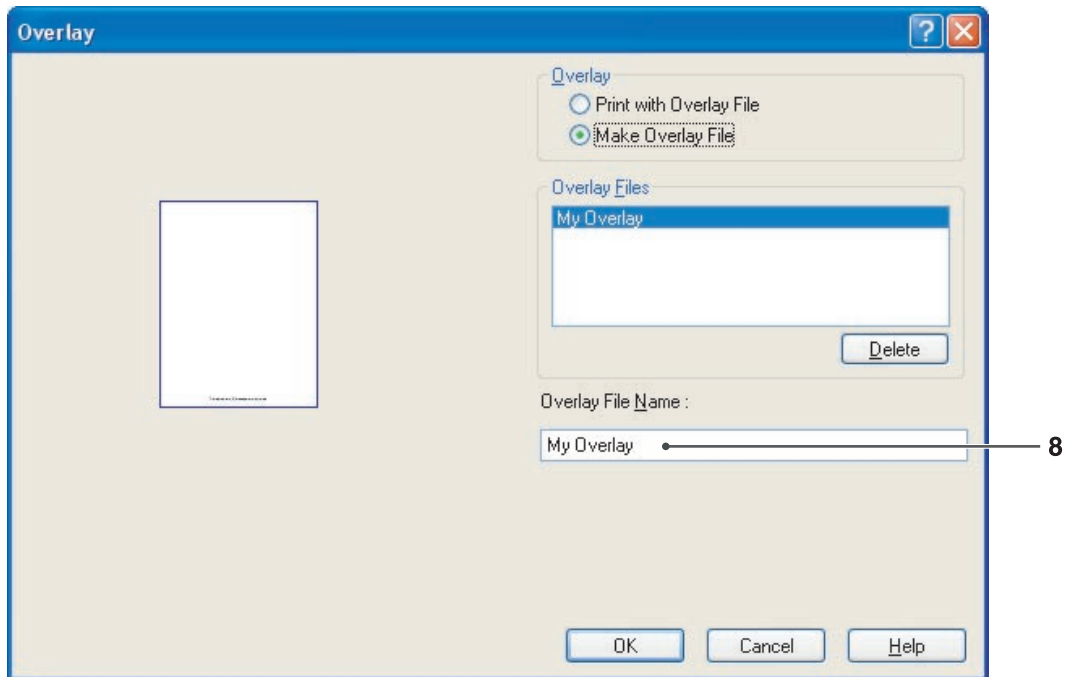 Overlay
Overlay
Print with Overlay File
Make Overlay File
Overlay Files
My Overlay
Delete
Overlay File Name :
My Overlay
8
OK Cancel Help